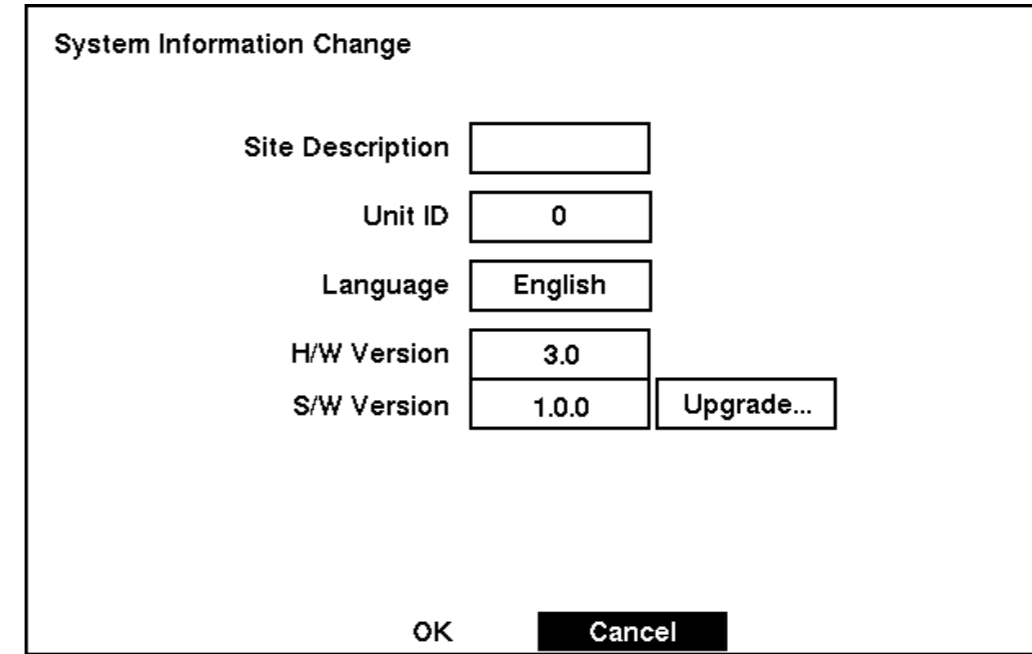 System Information Change
Site Description
Unit ID 0
Language English
H/W Version 3.0
S/W Version 1.0.0 Upgrade...
OK Cancel